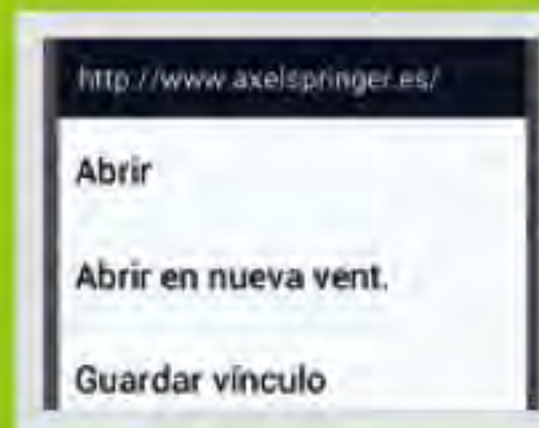 http://www.axelspringer.es/
Abrir
Abrir en nueva vent.
Guardar vínculo